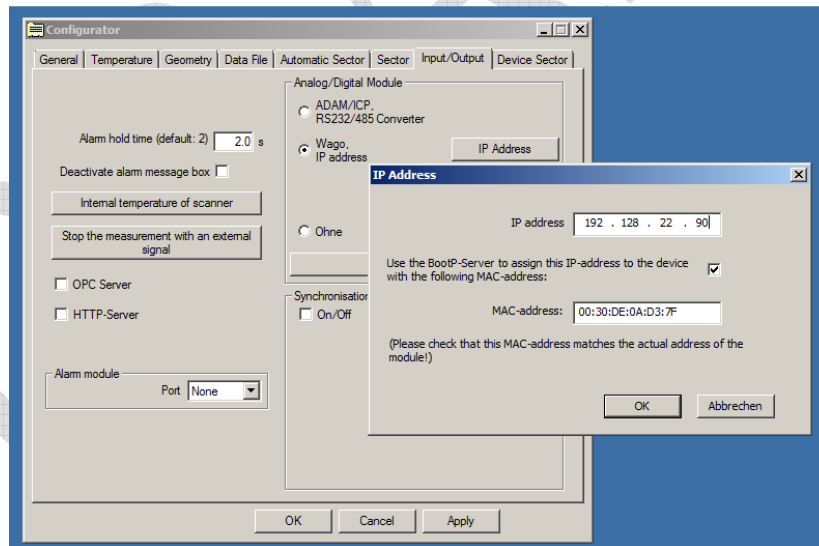 Configurator
General Temperature Geometry Data File Automatic Sector Sector Input/Output Device Sector
Alarm hold time (default: 2) 2.0 s
Deactivate alarm message box
Internal temperature of scanner
Stop the measurement with an external
signal
OPC Server
HTTP-Server
Alarm module
Port None
Analog/Digital Module
ADAM/ICP,
RS232/485 Converter
Wago,
IP address
IP Address
Ohne
Synchronisation
On/Off
IP Address
IP address 192 . 128 . 22 . 90
Use the BootP-Server to assign this IP-address to the device
with the following MAC-address:
MAC-address: 00:30:DE:0A:D3:7F
(Please check that this MAC-address matches the actual address of the
module!)
OK Abbrechen
OK Cancel Apply